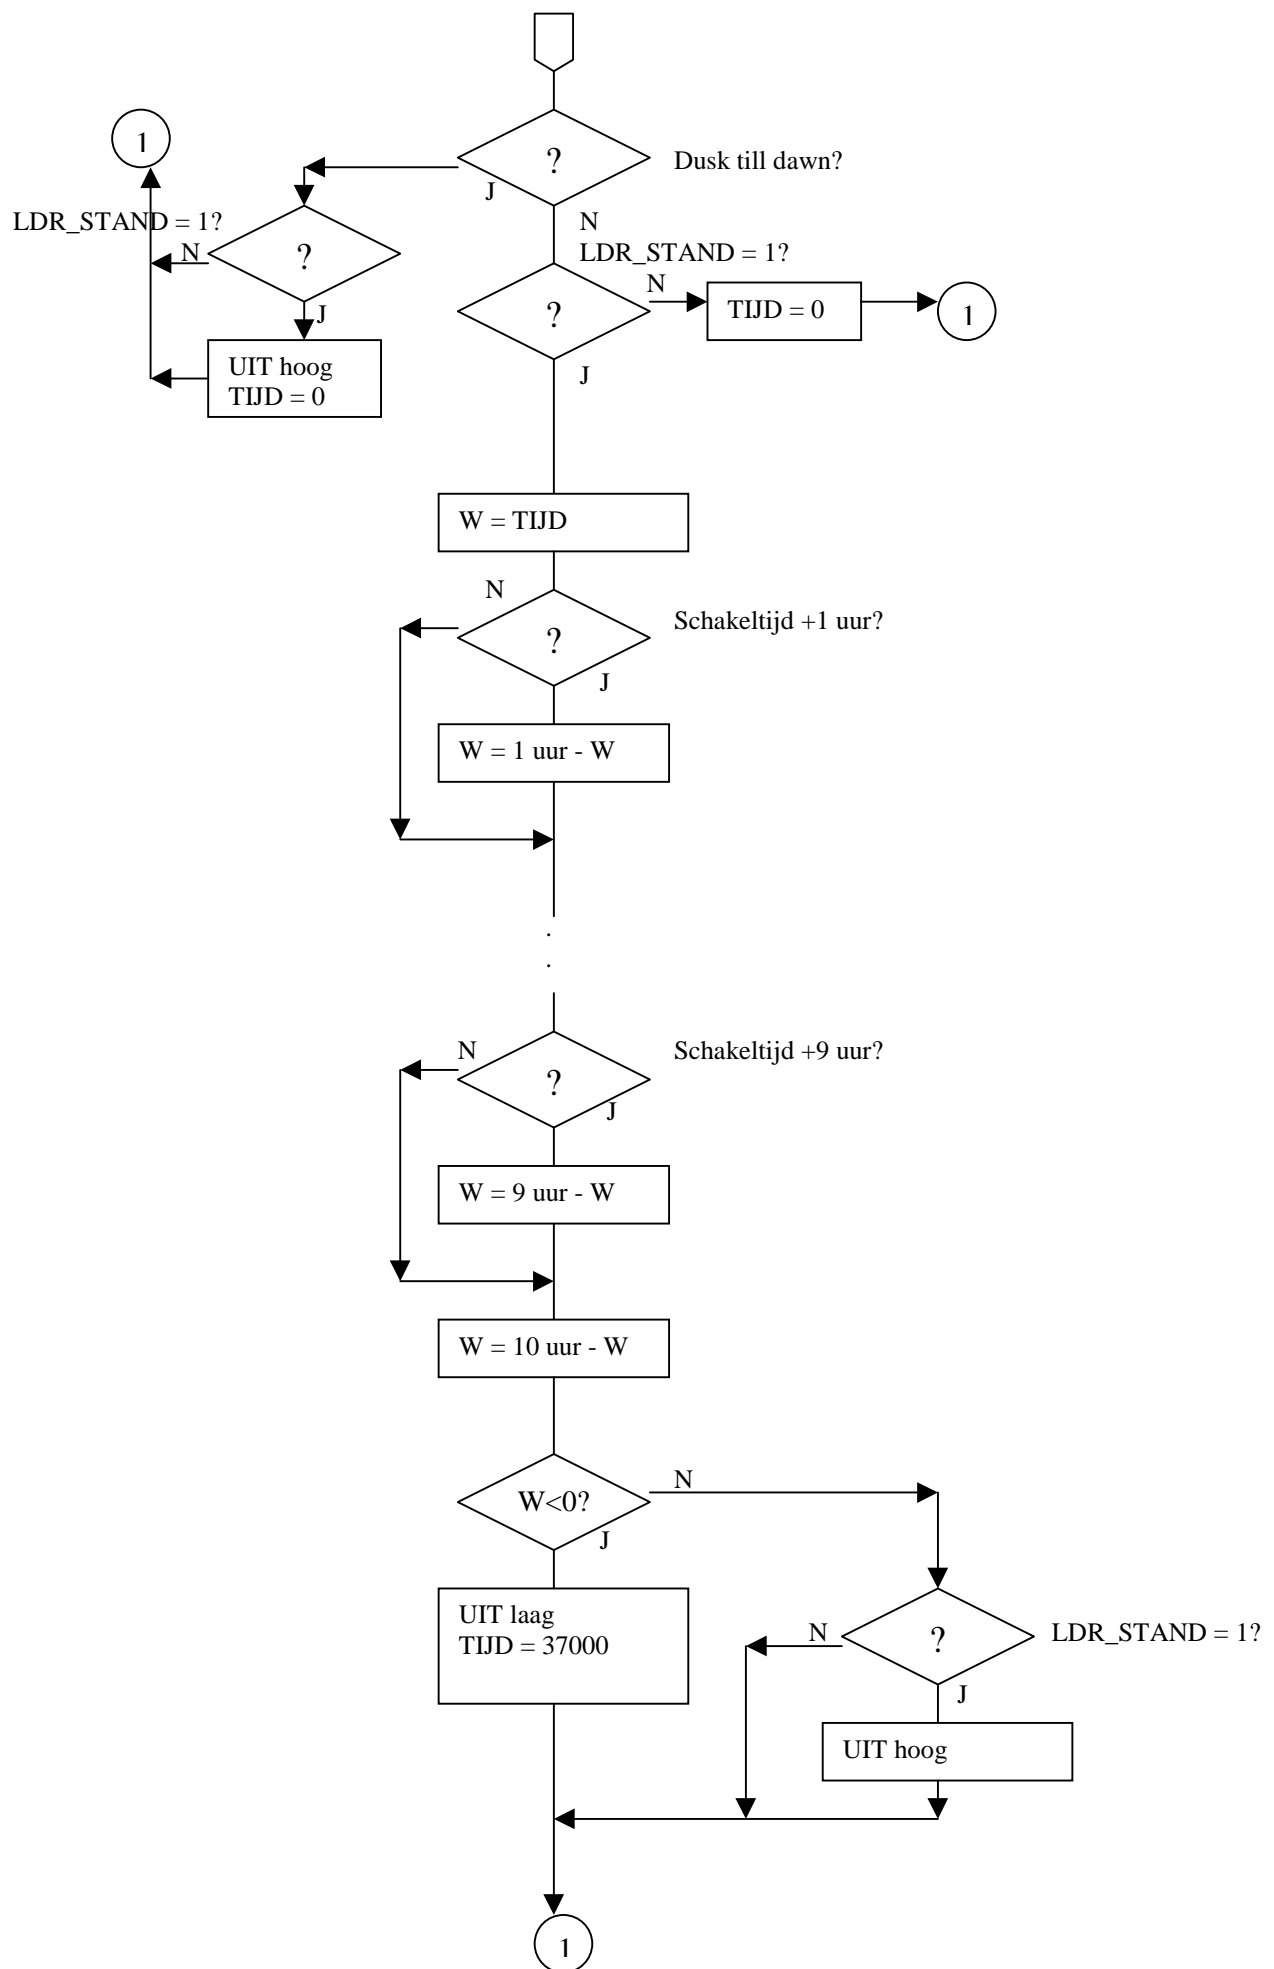 1
?
Dusk till dawn?
J
N
LDR_STAND = 1?
N
?
J
UIT hoog
TIJD = 0
LDR_STAND = 1?
N
?
TIJD = 0
1
J
W = TIJD
N
?
Schakeltijd +1 uur?
J
W = 1 uur - W
.
.
N
?
Schakeltijd +9 uur?
J
W = 9 uur - W
W = 10 uur - W
W<0?
N
J
UIT laag
TIJD = 37000
N
?
LDR_STAND = 1?
J
UIT hoog
1